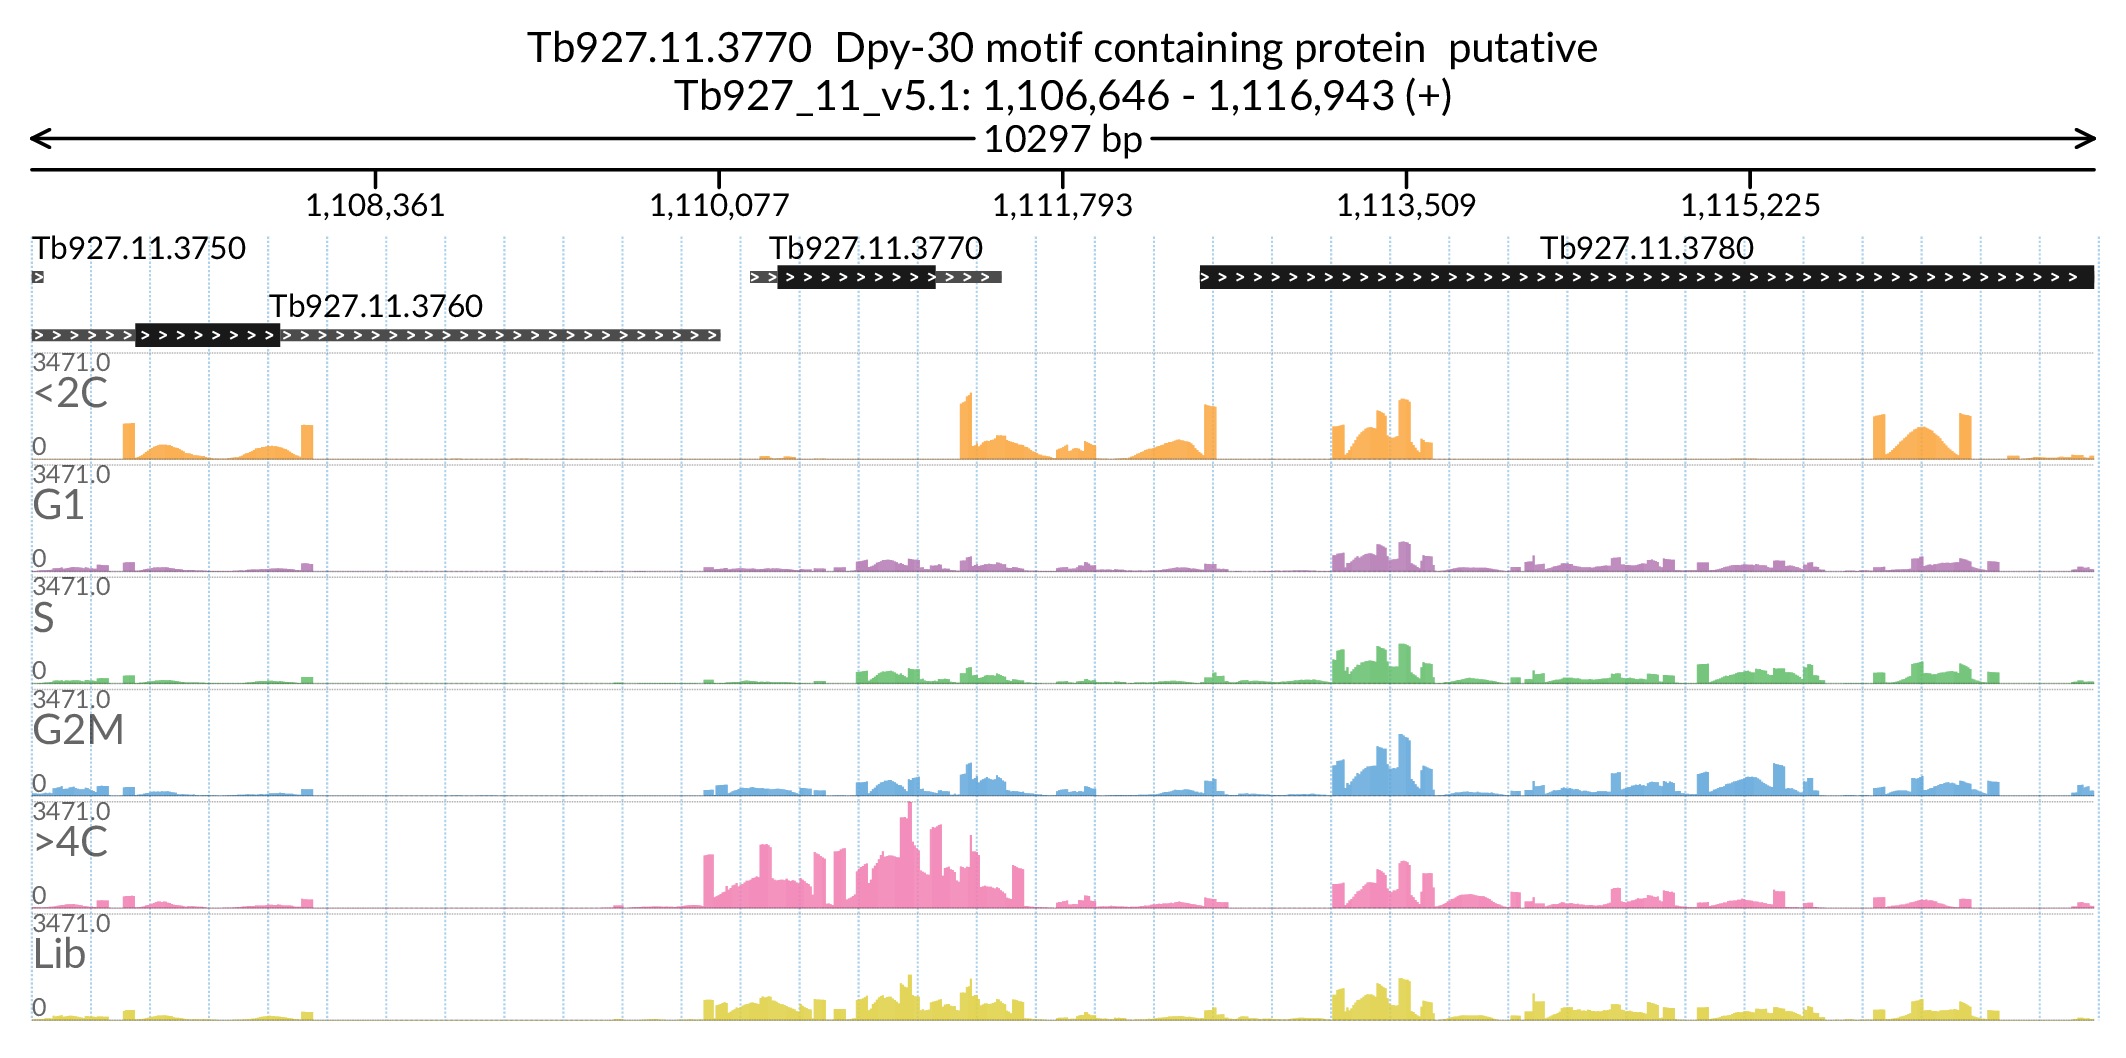 Tb927.11.3770  Dpy-30 motif containing protein  putative
Tb927_11_v5.1: 1,106,646 - 1,116,943 (+)
10297 bp
1,108,361 1,110,077 1,111,793 1,113,509 1,115,225
Tb927.11.3750 Tb927.11.3770 Tb927.11.3780
Tb927.11.3760
3471.0
<2C
0
3471.0
G1
0
3471.0
S
0
3471.0
G2M
0
3471.0
>4C
0
3471.0
Lib
0